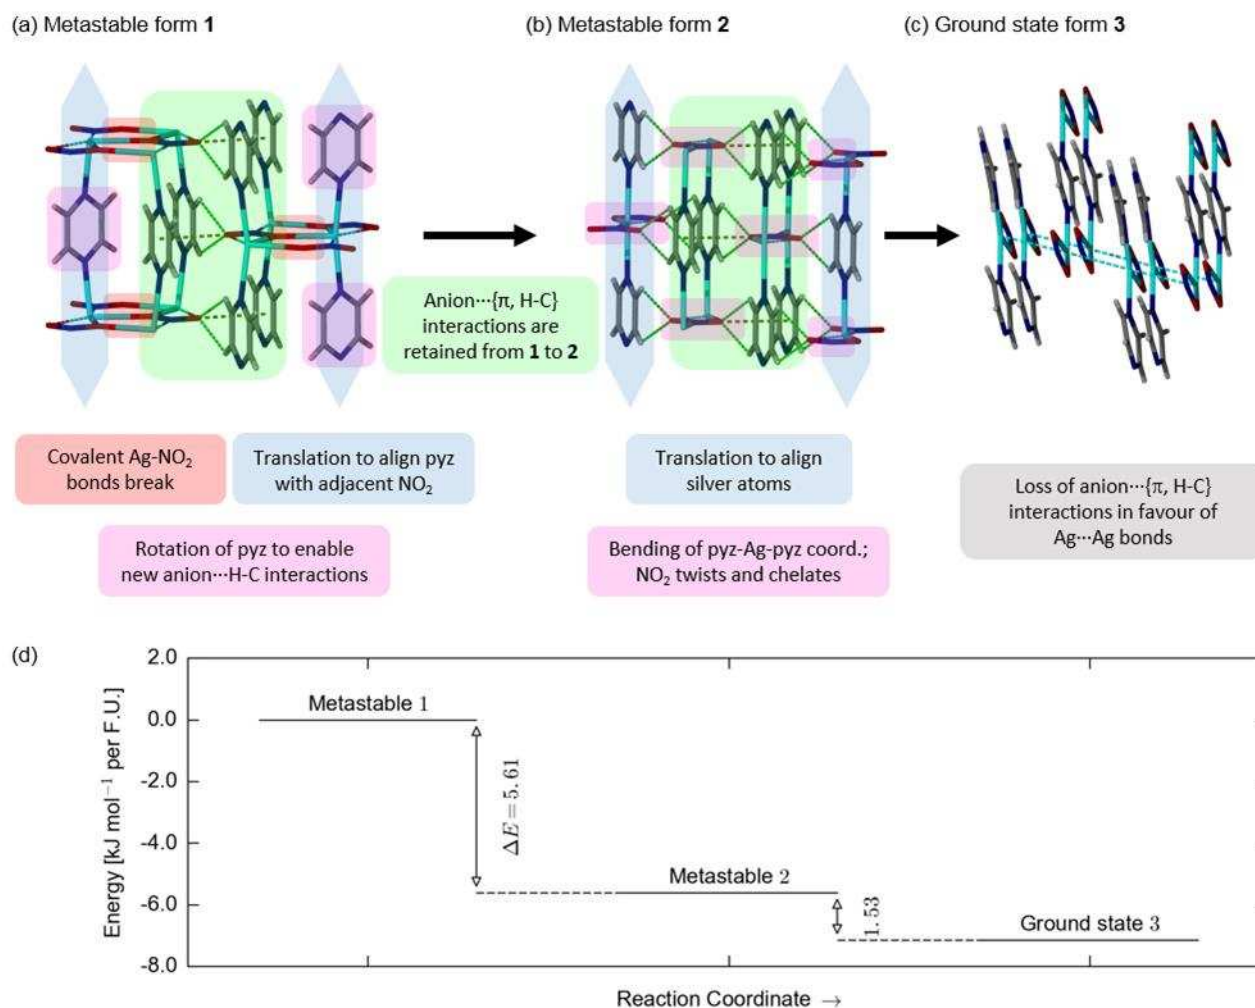 (a) Metastable form 1
(b) Metastable form 2
(c) Ground state form 3
Anion···{π, H-C}
interactions are
retained from 1 to 2
Covalent Ag-NO₂
bonds break
Translation to align pyz
with adjacent NO₂
Rotation of pyz to enable
new anion···H-C interactions
Translation to align
silver atoms
Bending of pyz-Ag-pyz coord.;
NO₂ twists and chelates
Loss of anion···{π, H-C}
interactions in favour of
Ag···Ag bonds
(d)
Energy [kJ mol⁻¹ per F.U.]
2.0
0.0
-2.0
-4.0
-6.0
-8.0
Metastable 1
ΔE = 5.61
Metastable 2
1.53
Ground state 3
Reaction Coordinate →